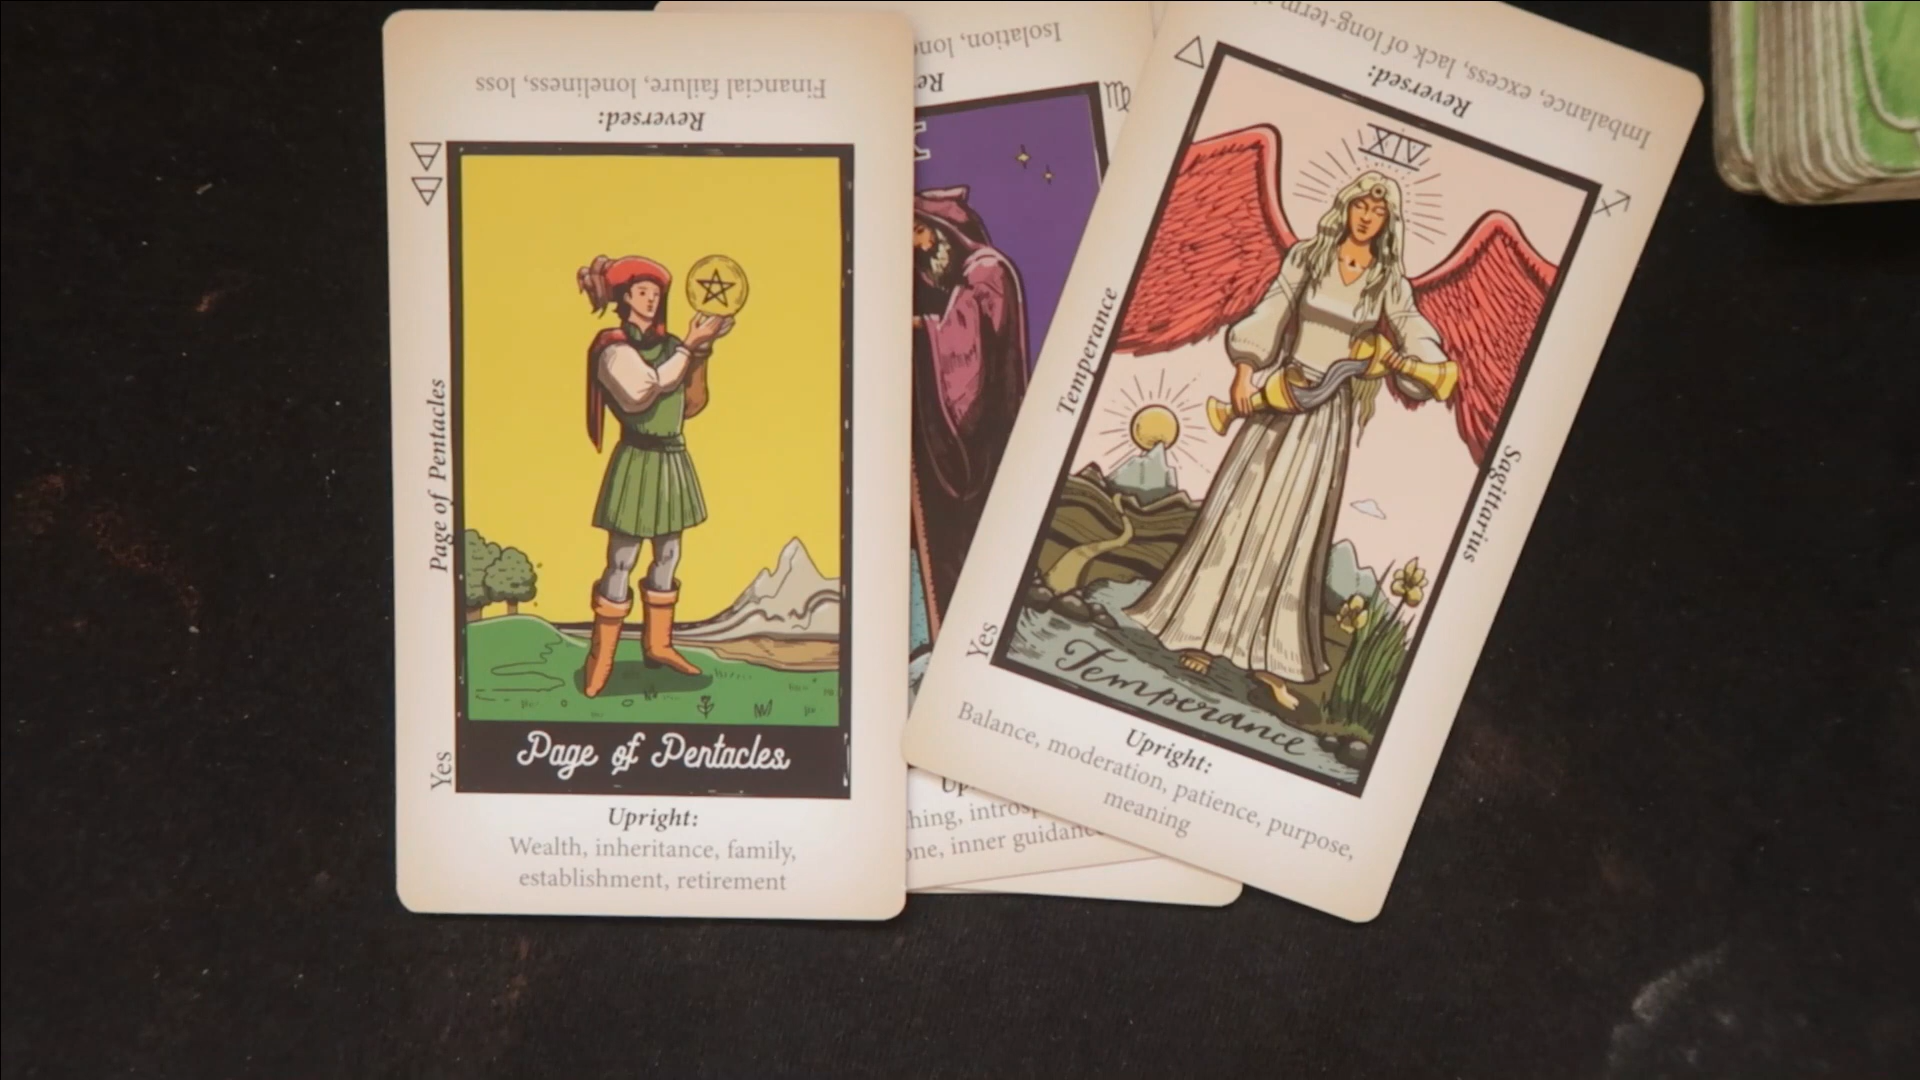 Financial failure, loneliness, loss
Reversed:
Page of Pentacles
Yes
Page of Pentacles
Upright:
Wealth, inheritance, family,
establishment, retirement
Isolation,
inner guidance
Imbalance, excess, lack of long-term
Reversed:
XIV
Temperance
Sagittarius
Yes
Temperance
Upright:
Balance, moderation, patience, purpose,
meaning